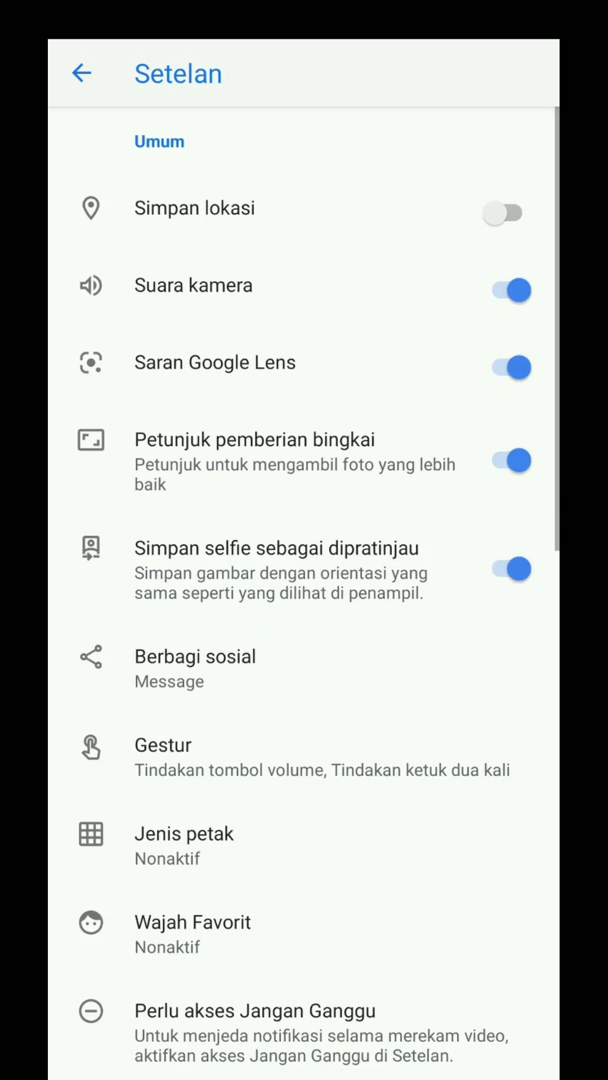 Setelan
Umum
Simpan lokasi
Suara kamera
Saran Google Lens
Petunjuk pemberian bingkai
Petunjuk untuk mengambil foto yang lebih
baik
Simpan selfie sebagai dipratinjau
Simpan gambar dengan orientasi yang
sama seperti yang dilihat di penampil.
Berbagi sosial
Message
Gestur
Tindakan tombol volume, Tindakan ketuk dua kali
Jenis petak
Nonaktif
Wajah Favorit
Nonaktif
Perlu akses Jangan Ganggu
Untuk menjeda notifikasi selama merekam video,
aktifkan akses Jangan Ganggu di Setelan.